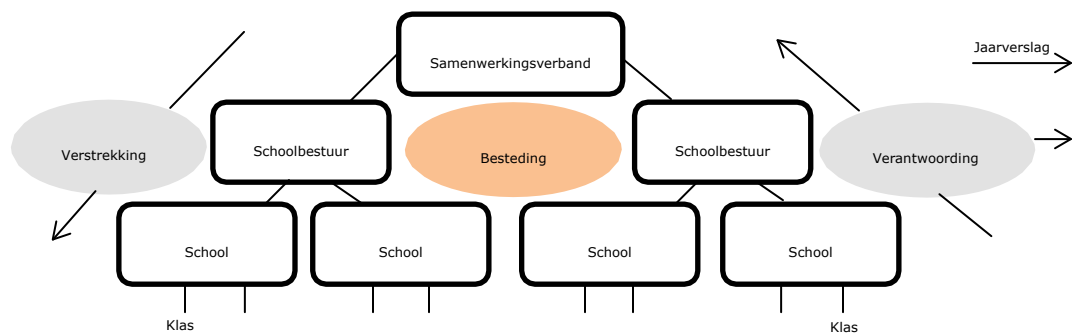 Jaarverslag
Samenwerkingsverband
Verstrekking
Schoolbestuur
Besteding
Schoolbestuur
Verantwoording
School
School
School
School
Klas
Klas